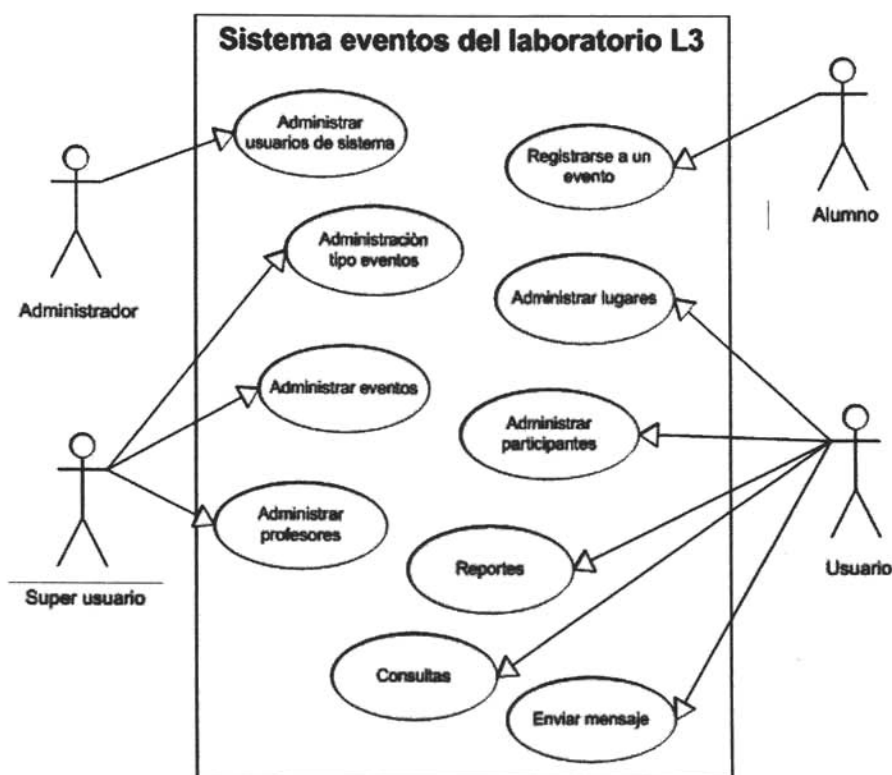 Sistema eventos del laboratorio L3
Administrar
usuarios de sistema
Registrarse a un
evento
Alumno
Administraciòn
tipo eventos
Administrador
Administrar lugares
Administrar eventos
Administrar
participantes
Administrar
profesores
Super usuario
Reportes
Usuario
Consultas
Enviar mensaje